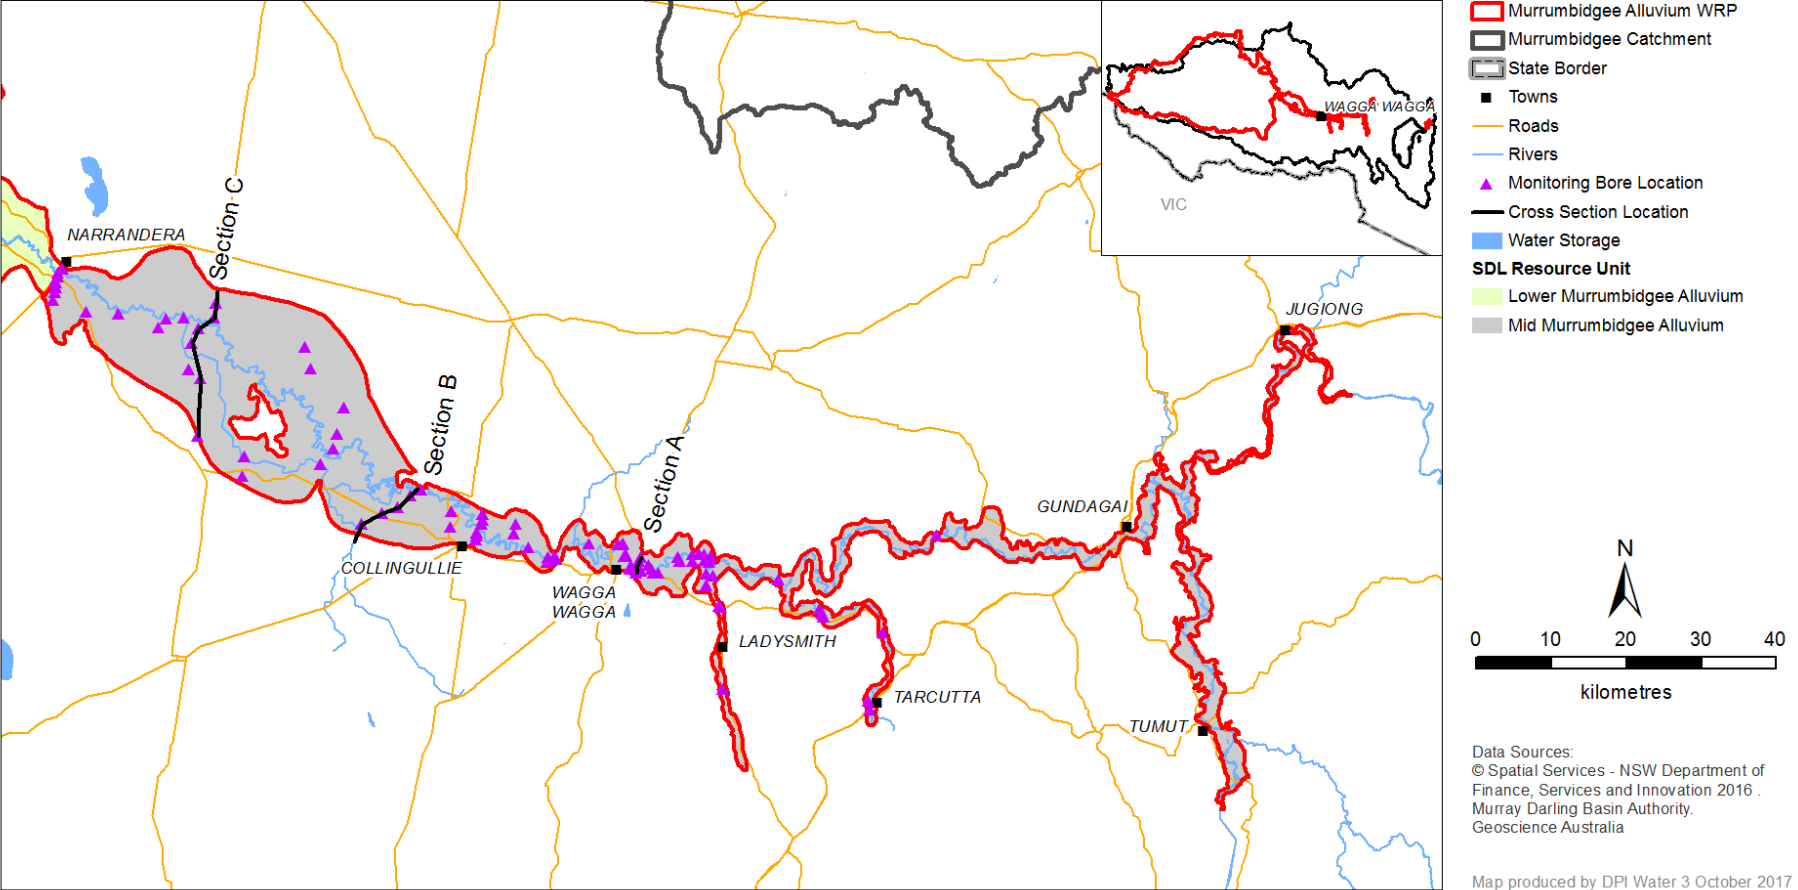 NARRANDERA
Section C
Section B
Section A
COLLINGULLIE
WAGGA
WAGGA
LADYSMITH
TARCUTTA
GUNDAGAI
TUMUT
JUGIONG
WAGGA WAGGA
VIC
Murrumbidgee Alluvium WRP
Murrumbidgee Catchment
State Border
Towns
Roads
Rivers
Monitoring Bore Location
Cross Section Location
Water Storage
SDL Resource Unit
Lower Murrumbidgee Alluvium
Mid Murrumbidgee Alluvium
N
0 10 20 30 40
kilometres
Data Sources:
© Spatial Services - NSW Department of
Finance, Services and Innovation 2016 .
Murray Darling Basin Authority.
Geoscience Australia
Map produced by DPI Water 3 October 2017